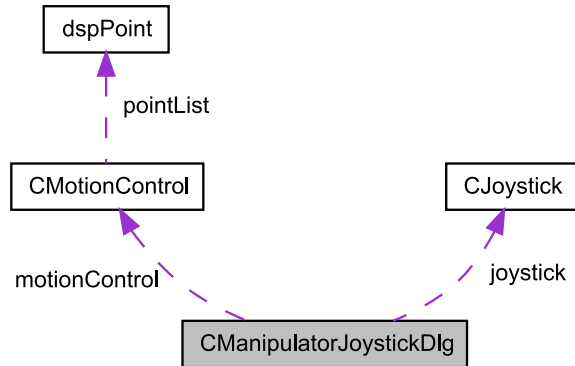 dspPoint
pointList
CMotionControl
CJoystick
motionControl
joystick
CManipulatorJoystickDlg